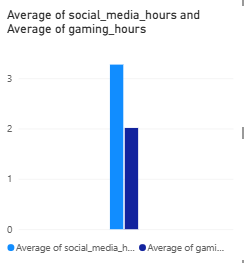 Average of social_media_hours and
Average of gaming_hours
3
2
1
0
Average of social_media_h... Average of gami...